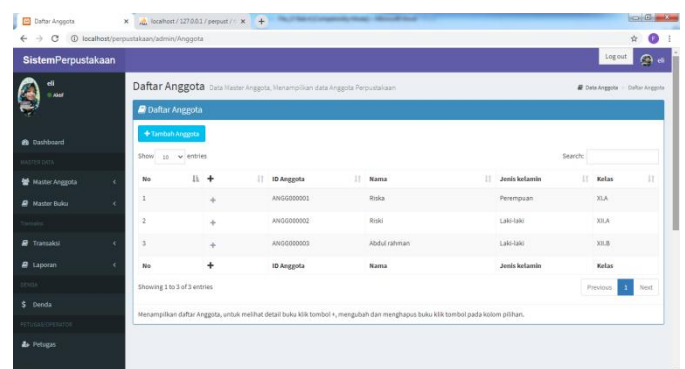 Daftar Anggota
localhost / 127.0.0.1 / perpust /
localhost/perpustakaan/admin/Anggota
SistemPerpustakaan
Logout
eli
eli
Aktif
Daftar Anggota Data Master Anggota, Menampilkan data Anggota Perpustakaan
Data Anggota Daftar Anggota
Daftar Anggota
+ Tambah Anggota
Dashboard
Show 10 entries
Search:
MASTER DATA
No + ID Anggota Nama Jenis kelamin Kelas
Master Anggota
1 + ANGG000001 Riska Perempuan XI.A
Master Buku
2 + ANGG000002 Riski Laki-laki XII.A
Transaksi
Transaksi
3 + ANGG000003 Abdul rahman Laki-laki XII.B
Laporan
No + ID Anggota Nama Jenis kelamin Kelas
DENDA
Showing 1 to 3 of 3 entries
Previous 1 Next
$ Denda
Menampilkan daftar Anggota, untuk melihat detail buku klik tombol +, mengubah dan menghapus buku klik tombol pada kolom pilihan.
PETUGAS/OPERATOR
Petugas